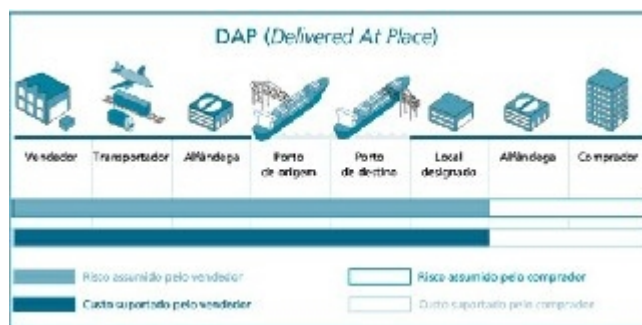 DAP (Delivered At Place)
Vendedor
Transportador
Alfândega
Porto
de origem
Porto
de destino
Local
designado
Alfândega
Comprador
Risco assumido pelo vendedor
Risco assumido pelo comprador
Custo suportado pelo vendedor
Custo suportado pelo comprador